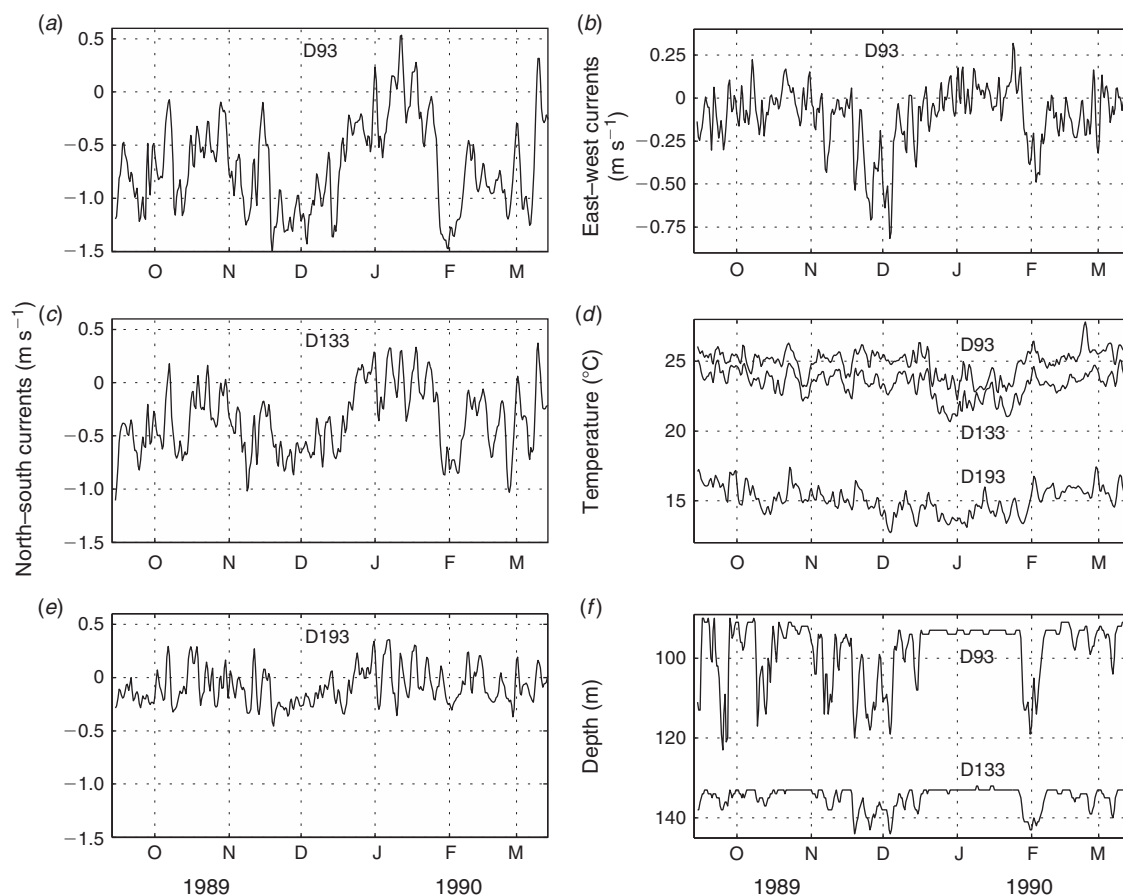 (a)
D93
0.5
0
−0.5
−1.0
−1.5
O N D J F M
(b)
D93
0.25
0
−0.25
−0.50
−0.75
East–west currents
(m s−1)
O N D J F M
North–south currents (m s−1)
(c)
D133
0.5
0
−0.5
−1.0
−1.5
O N D J F M
(d)
D93
D133
D193
25
20
15
Temperature (°C)
O N D J F M
(e)
D193
0.5
0
−0.5
−1.0
−1.5
O N D J F M
1989 1990
(f)
D93
D133
100
120
140
Depth (m)
O N D J F M
1989 1990